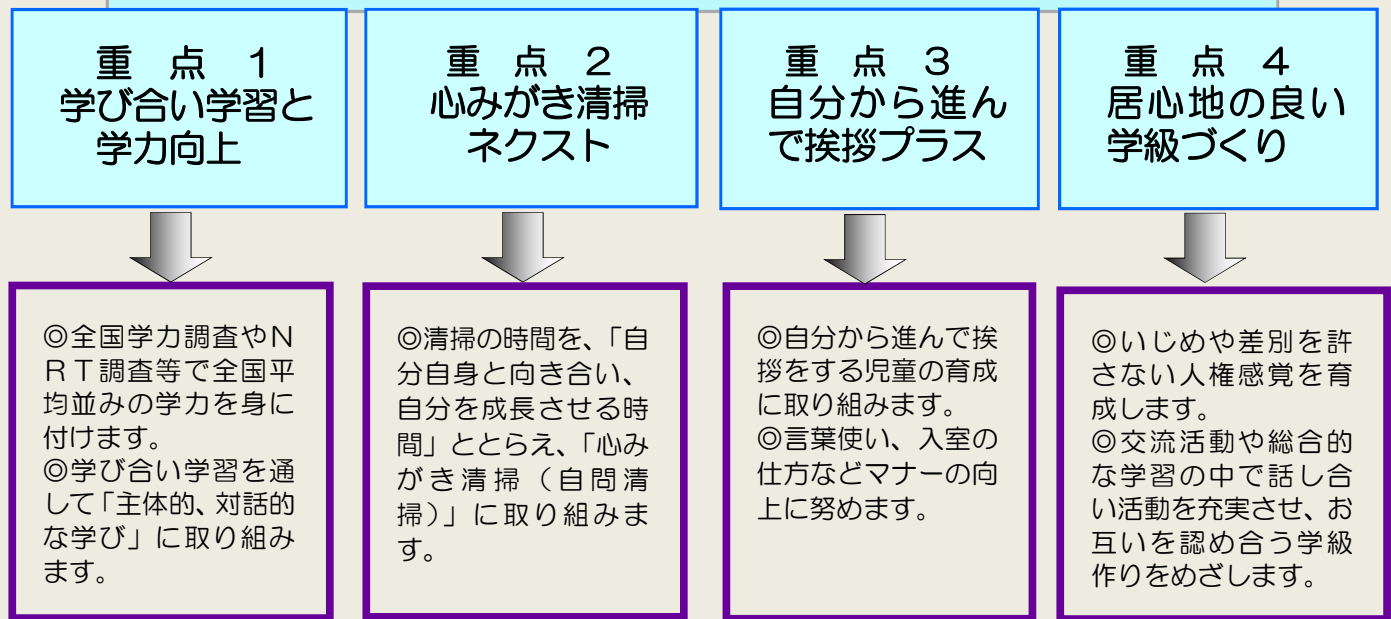 重点 1
学び合い学習と
学力向上
重点 2
心みがき清掃
ネクスト
重点 3
自分から進ん
で挨拶プラス
重点 4
居心地の良い
学級づくり
◎全国学力調査やN
RT調査等で全国平
均並みの学力を身に
付けます。
◎学び合い学習を通
して「主体的、対話的
な学び」に取り組み
ます。
◎清掃の時間を、「自
分自身と向き合い、
自分を成長させる時
間」ととらえ、「心み
がき清掃(自問清
掃)」に取り組みま
す。
◎自分から進んで挨
拶をする児童の育成
に取り組みます。
◎言葉使い、入室の
仕方などマナーの向
上に努めます。
◎いじめや差別を許
さない人権感覚を育
成します。
◎交流活動や総合的
な学習の中で話し合
い活動を充実させ、お
互いを認め合う学級
作りをめざします。